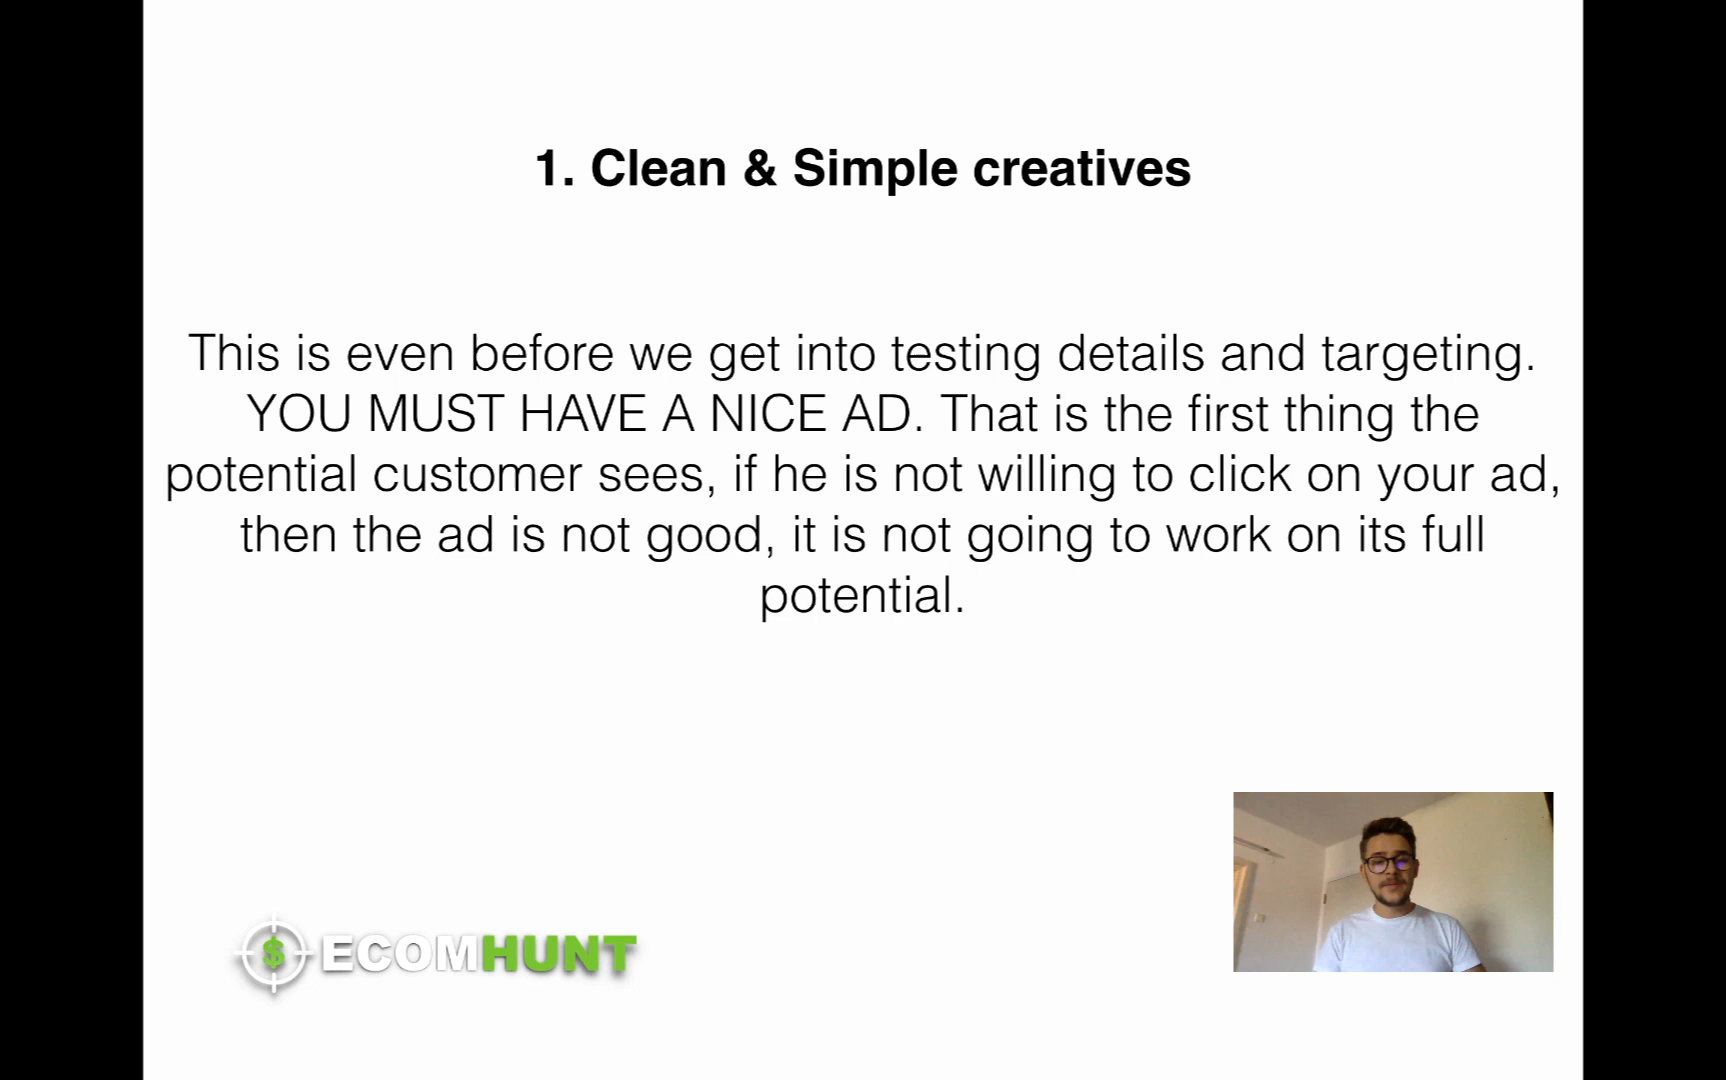 1. Clean & Simple creatives
This is even before we get into testing details and targeting.
YOU MUST HAVE A NICE AD. That is the first thing the
potential customer sees, if he is not willing to click on your ad,
then the ad is not good, it is not going to work on its full
potential.
$ ECOMHUNT